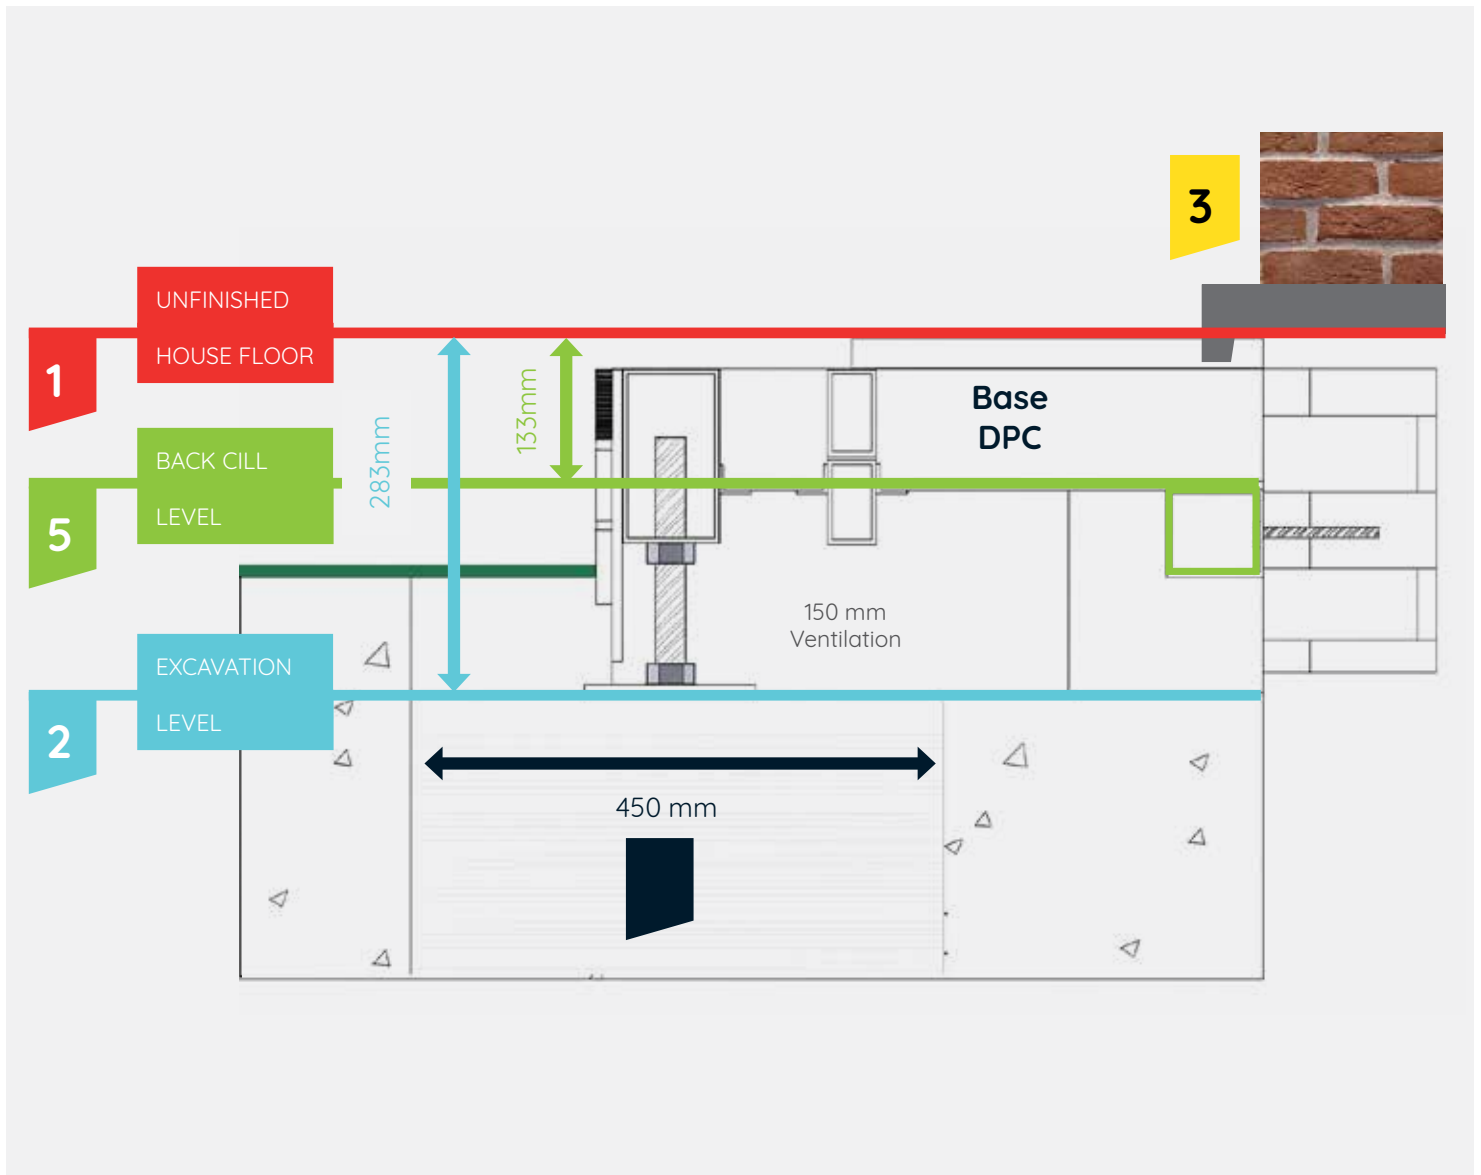 3
UNFINISHED
HOUSE FLOOR
1
133mm
Base
DPC
283mm
BACK CILL
LEVEL
5
150 mm
Ventilation
EXCAVATION
LEVEL
2
450 mm